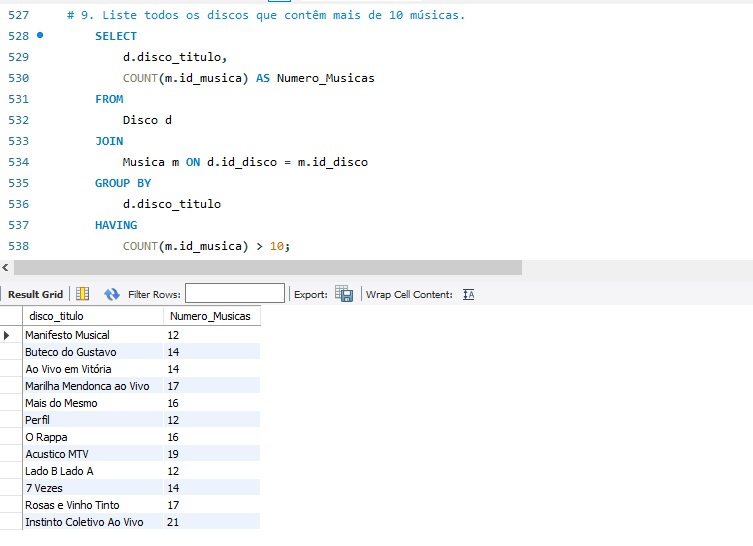 527 # 9. Liste todos os discos que contêm mais de 10 músicas.
528 SELECT
529 d.disco_titulo,
530 COUNT(m.id_musica) AS Numero_Musicas
531 FROM
532 Disco d
533 JOIN
534 Musica m ON d.id_disco = m.id_disco
535 GROUP BY
536 d.disco_titulo
537 HAVING
538 COUNT(m.id_musica) > 10;
Result Grid Filter Rows: Export: Wrap Cell Content:
disco_titulo Numero_Musicas
Manifesto Musical 12
Buteco do Gustavo 14
Ao Vivo em Vitória 14
Marilha Mendonca ao Vivo 17
Mais do Mesmo 16
Perfil 12
O Rappa 16
Acustico MTV 19
Lado B Lado A 12
7 Vezes 14
Rosas e Vinho Tinto 17
Instinto Coletivo Ao Vivo 21